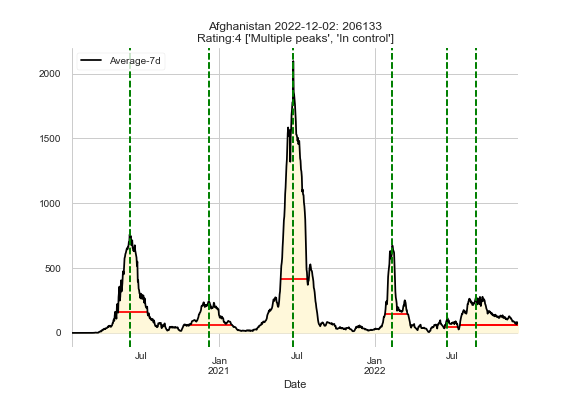 Afghanistan 2022-12-02: 206133
Rating:4 ['Multiple peaks', 'In control']
Average-7d
2000
1500
1000
500
0
Jul
Jan
2021
Jul
Jan
2022
Jul
Date